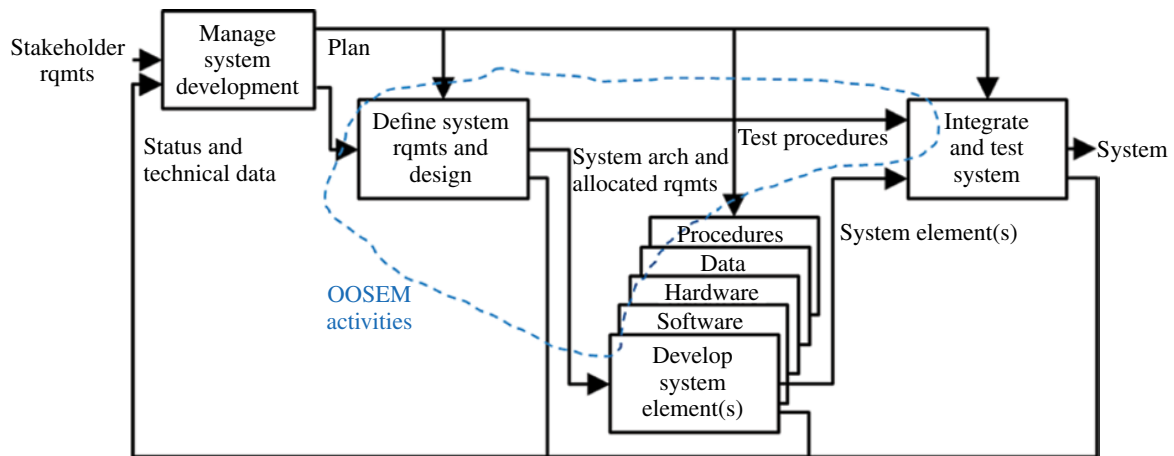 Stakeholder
rqmts
Manage
system
development
Plan
Status and
technical data
Define system
rqmts and
design
Test procedures
System arch and
allocated rqmts
Integrate
and test
system
System
System element(s)
Procedures
Data
Hardware
Software
Develop
system
element(s)
OOSEM
activities